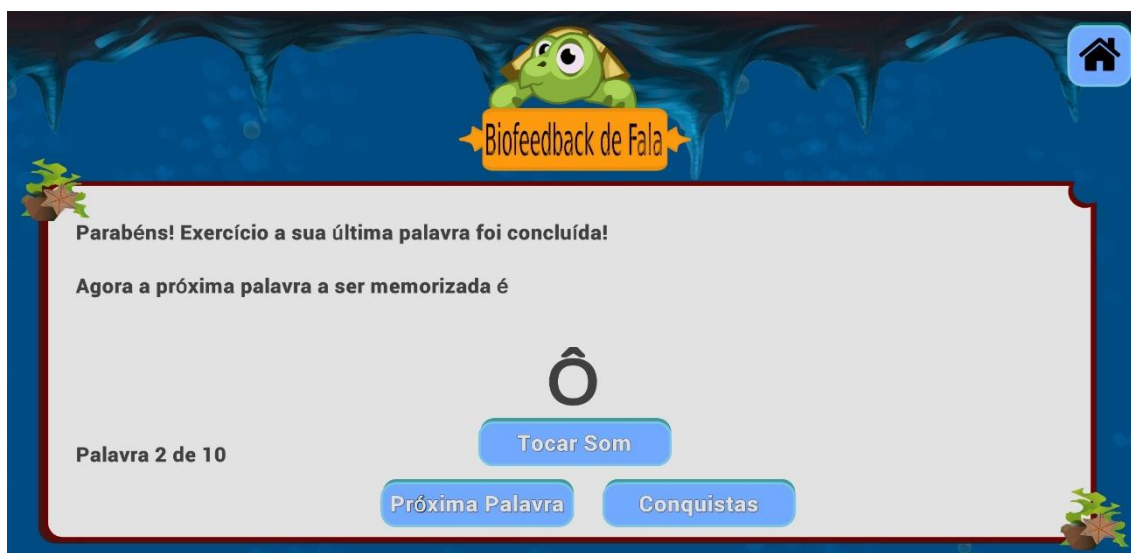 Biofeedback de Fala
Parabéns! Exercício a sua última palavra foi concluída!
Agora a próxima palavra a ser memorizada é
Ô
Tocar Som
Palavra 2 de 10
Próxima Palavra
Conquistas